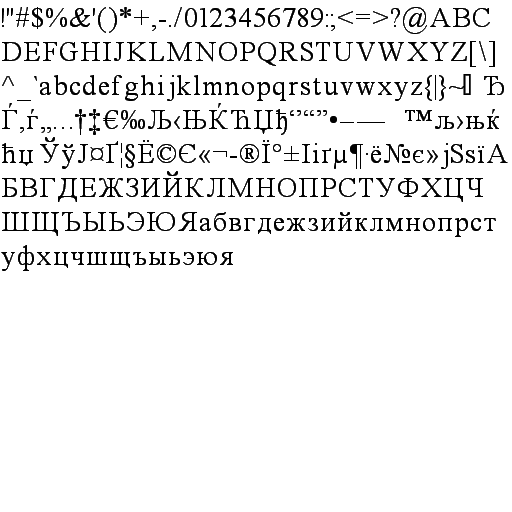 !"#$%&'()*+,-./0123456789:;<=>?@ABC
DEFGHIJKLMNOPQRSTUVWXYZ[\]
^_`abcdefghijklmnopqrstuvwxyz{|}~▯ Ђ
Ѓ‚ѓ„…†‡€‰Љ‹ЊЌЋЏђ‘’“”•–— ™љ›њќ
ћџ ЎўЈ¤Ґ¦§Ё©Є«¬-®Ї°±Ііґµ¶·ё№є»јЅѕїА
БВГДЕЖЗИЙКЛМНОПРСТУФХЦЧ
ШЩЪЫЬЭЮЯабвгдежзийклмнопрст
уфхцчшщъыьэюя